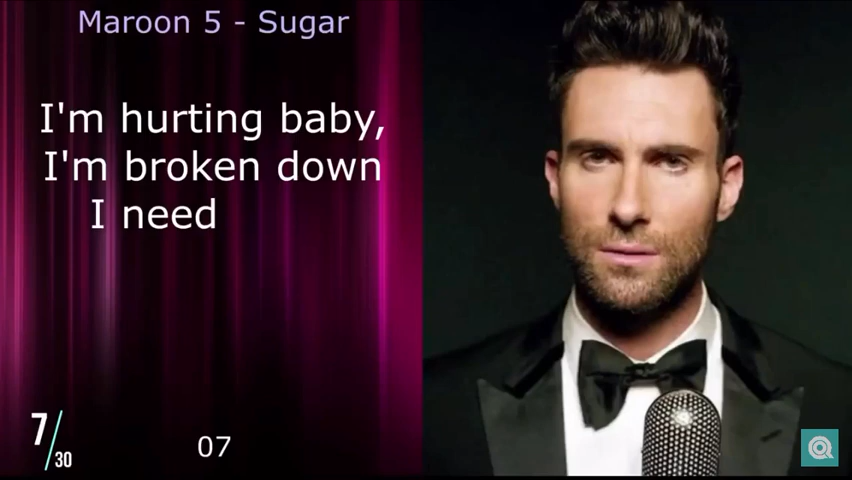 Maroon 5 - Sugar
I'm hurting baby,
I'm broken down
I need
7/30
07